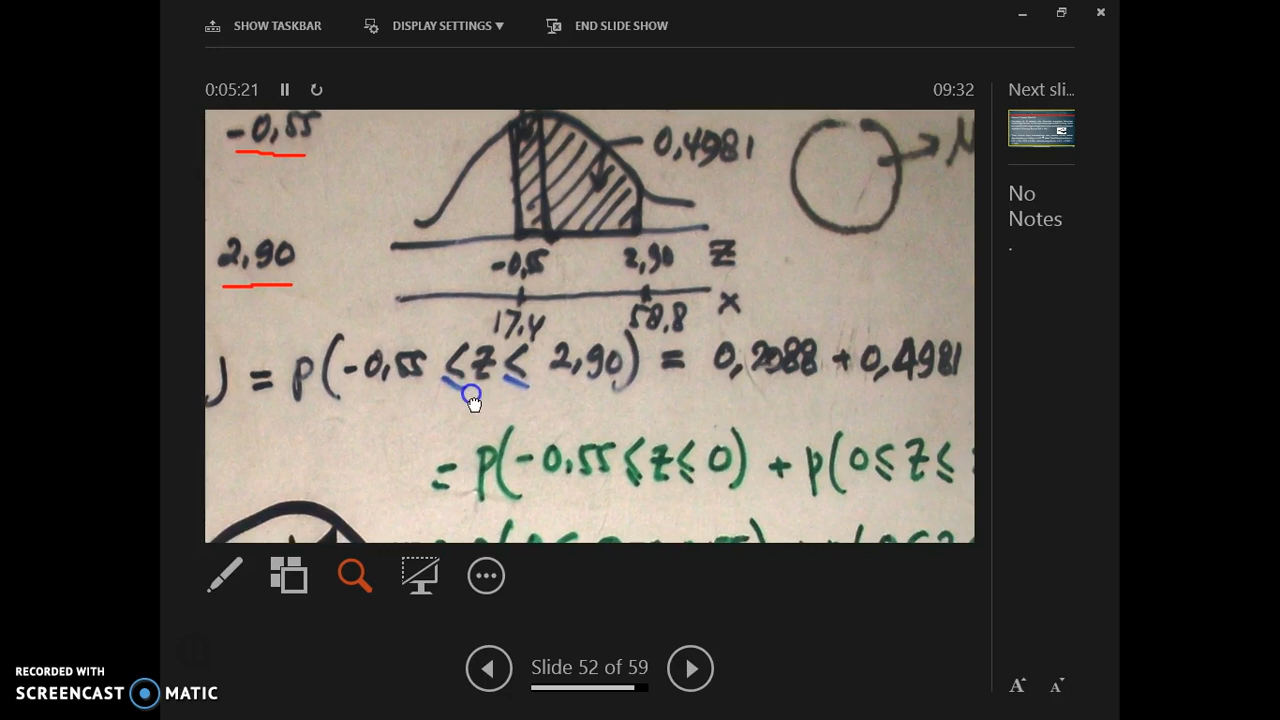 SHOW TASKBAR DISPLAY SETTINGS ▼ END SLIDE SHOW
0:05:21 09:32
Next sli...
-0,55
0,4981
2,90
-0,5 2,90 Z
17,4 50,8 X
) = P(-0,55 ≤ Z ≤ 2,90) = 0,2088 + 0,4981
= P(-0,55 ≤ Z ≤ 0) + P(0 ≤ Z ≤
No
Notes
.
Slide 52 of 59
A A
RECORDED WITH
SCREENCAST MATIC